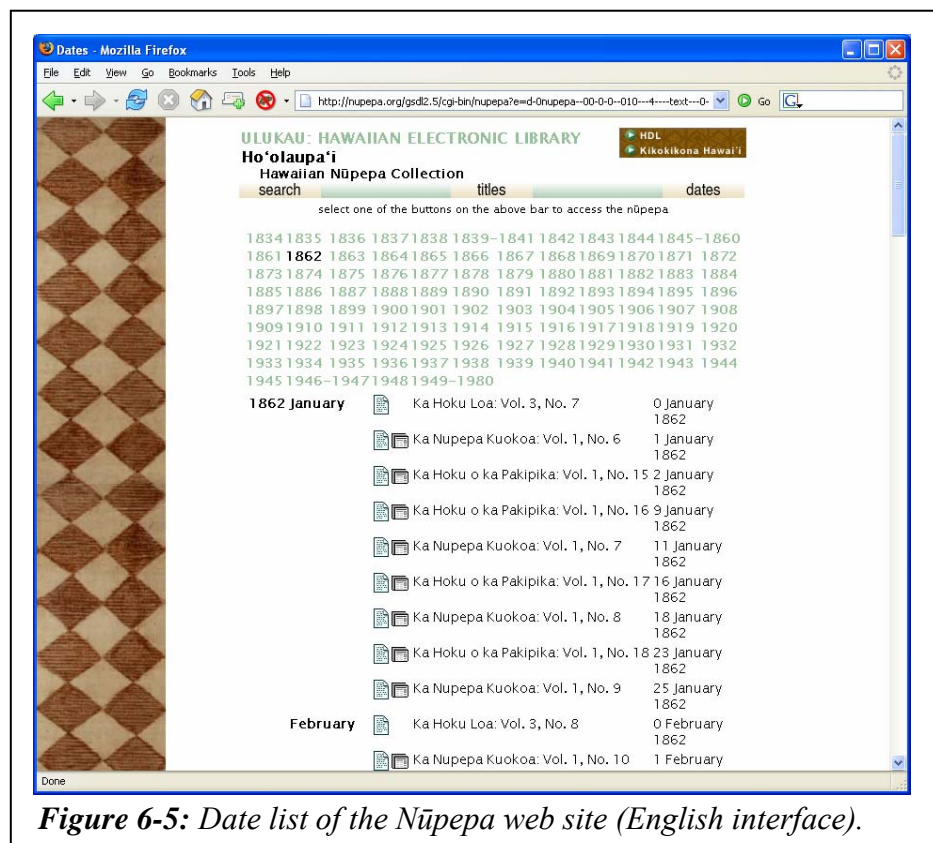 Dates - Mozilla Firefox
File Edit View Go Bookmarks Tools Help
http://nupepa.org/gsdl2.5/cgi-bin/nupepa?e=d-0nupepa--00-0-0--010---4----text---0- Go G
ULUKAU: HAWAIIAN ELECTRONIC LIBRARY
HDL
Kikokikona Hawai'i
Ho'olaupa'i
Hawaiian Nūpepa Collection
search titles dates
select one of the buttons on the above bar to access the nūpepa
1834 1835 1836 1837 1838 1839-1841 1842 1843 1844 1845-1860
1861 1862 1863 1864 1865 1866 1867 1868 1869 1870 1871 1872
1873 1874 1875 1876 1877 1878 1879 1880 1881 1882 1883 1884
1885 1886 1887 1888 1889 1890 1891 1892 1893 1894 1895 1896
1897 1898 1899 1900 1901 1902 1903 1904 1905 1906 1907 1908
1909 1910 1911 1912 1913 1914 1915 1916 1917 1918 1919 1920
1921 1922 1923 1924 1925 1926 1927 1928 1929 1930 1931 1932
1933 1934 1935 1936 1937 1938 1939 1940 1941 1942 1943 1944
1945 1946-1947 1948 1949-1980
1862 January Ka Hoku Loa: Vol. 3, No. 7 0 January
1862
Ka Nupepa Kuokoa: Vol. 1, No. 6 1 January
1862
Ka Hoku o ka Pakipika: Vol. 1, No. 15 2 January
1862
Ka Hoku o ka Pakipika: Vol. 1, No. 16 9 January
1862
Ka Nupepa Kuokoa: Vol. 1, No. 7 11 January
1862
Ka Hoku o ka Pakipika: Vol. 1, No. 17 16 January
1862
Ka Nupepa Kuokoa: Vol. 1, No. 8 18 January
1862
Ka Hoku o ka Pakipika: Vol. 1, No. 18 23 January
1862
Ka Nupepa Kuokoa: Vol. 1, No. 9 25 January
1862
February Ka Hoku Loa: Vol. 3, No. 8 0 February
1862
Ka Nupepa Kuokoa: Vol. 1, No. 10 1 February
Done
Figure 6-5: Date list of the Nūpepa web site (English interface).